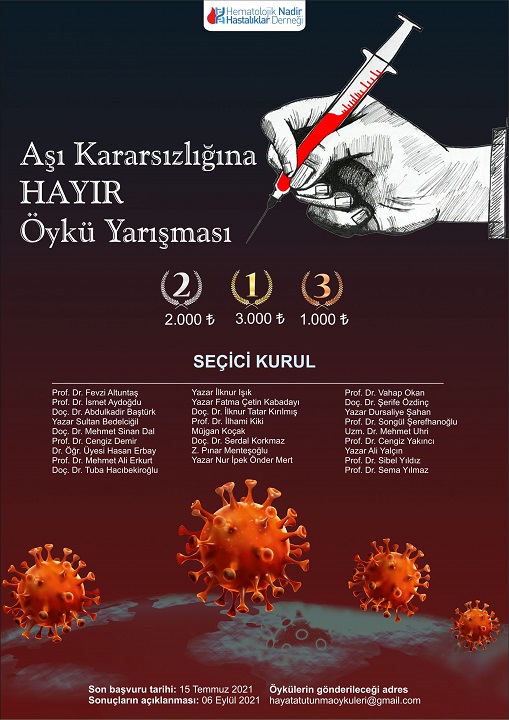 Hematolojik Nadir
Hastalıklar Derneği
Aşı Kararsızlığına
HAYIR
Öykü Yarışması
2
1
3
2.000 ₺
3.000 ₺
1.000 ₺
SEÇİCİ KURUL
Prof. Dr. Fevzi Altuntaş
Prof. Dr. İsmet Aydoğdu
Doç. Dr. Abdulkadir Baştürk
Yazar Sultan Bedelciğil
Doç. Dr. Mehmet Sinan Dal
Prof. Dr. Cengiz Demir
Dr. Öğr. Üyesi Hasan Erbay
Prof. Dr. Mehmet Ali Erkurt
Doç. Dr. Tuba Hacıbekiroğlu
Yazar İlknur Işık
Yazar Fatma Çetin Kabadayı
Doç. Dr. İlknur Tatar Kırılmış
Prof. Dr. İlhami Kiki
Müjgan Koçak
Doç. Dr. Serdal Korkmaz
Z. Pınar Menteşoğlu
Yazar Nur İpek Önder Mert
Prof. Dr. Vahap Okan
Doç. Dr. Şerife Özdinç
Yazar Dursaliye Şahan
Prof. Dr. Songül Şerefhanoğlu
Uzm. Dr. Mehmet Uhri
Prof. Dr. Cengiz Yakıncı
Yazar Ali Yalçın
Prof. Dr. Sibel Yıldız
Prof. Dr. Sema Yılmaz
Son başvuru tarihi: 15 Temmuz 2021
Sonuçların açıklanması: 06 Eylül 2021
Öykülerin gönderileceği adres
hayatatutunmaoykuleri@gmail.com